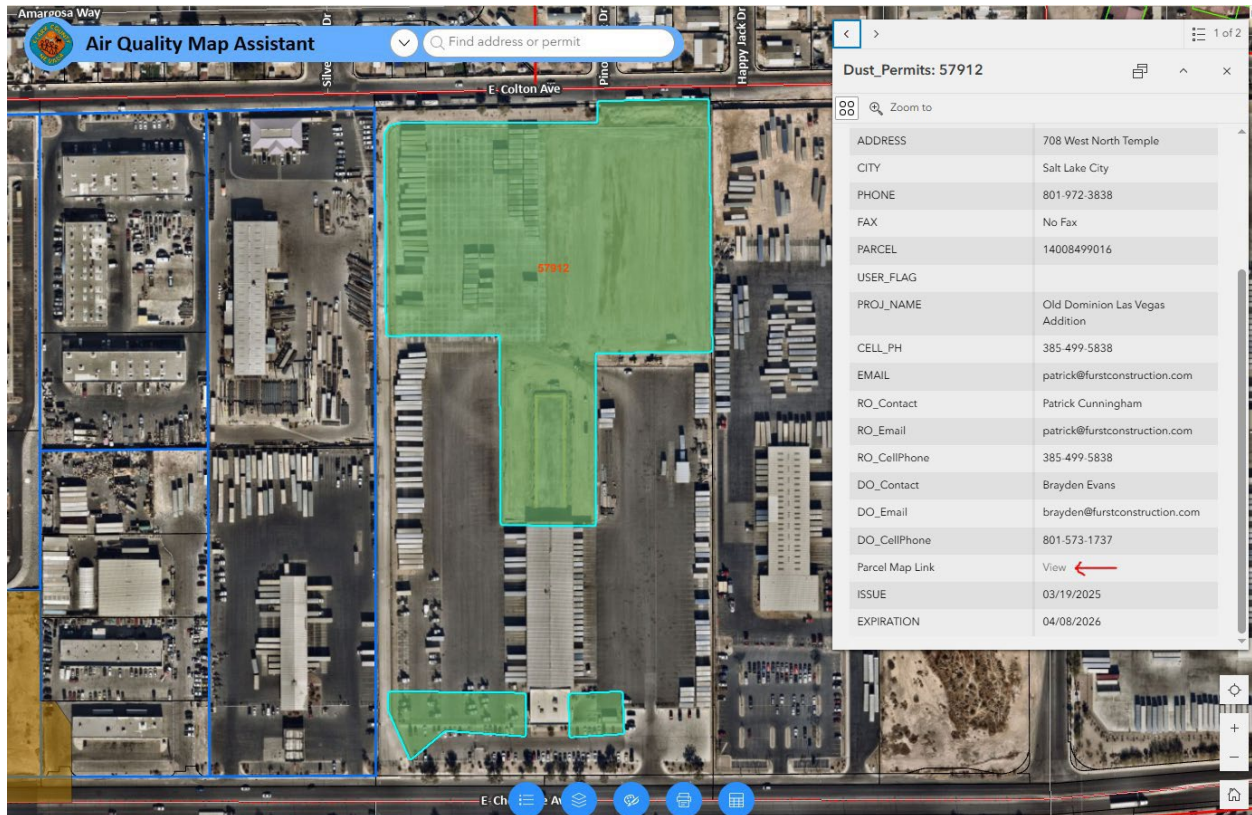 Amargosa Way
Air Quality Map Assistant
Find address or permit
Happy Jack Dr
E Colton Ave
57912
1 of 2
Dust_Permits: 57912
Zoom to
ADDRESS 708 West North Temple
CITY Salt Lake City
PHONE 801-972-3838
FAX No Fax
PARCEL 14008499016
USER_FLAG
PROJ_NAME Old Dominion Las Vegas
Addition
CELL_PH 385-499-5838
EMAIL patrick@furstconstruction.com
RO_Contact Patrick Cunningham
RO_Email patrick@furstconstruction.com
RO_CellPhone 385-499-5838
DO_Contact Brayden Evans
DO_Email brayden@furstconstruction.com
DO_CellPhone 801-573-1737
Parcel Map Link View
ISSUE 03/19/2025
EXPIRATION 04/08/2026